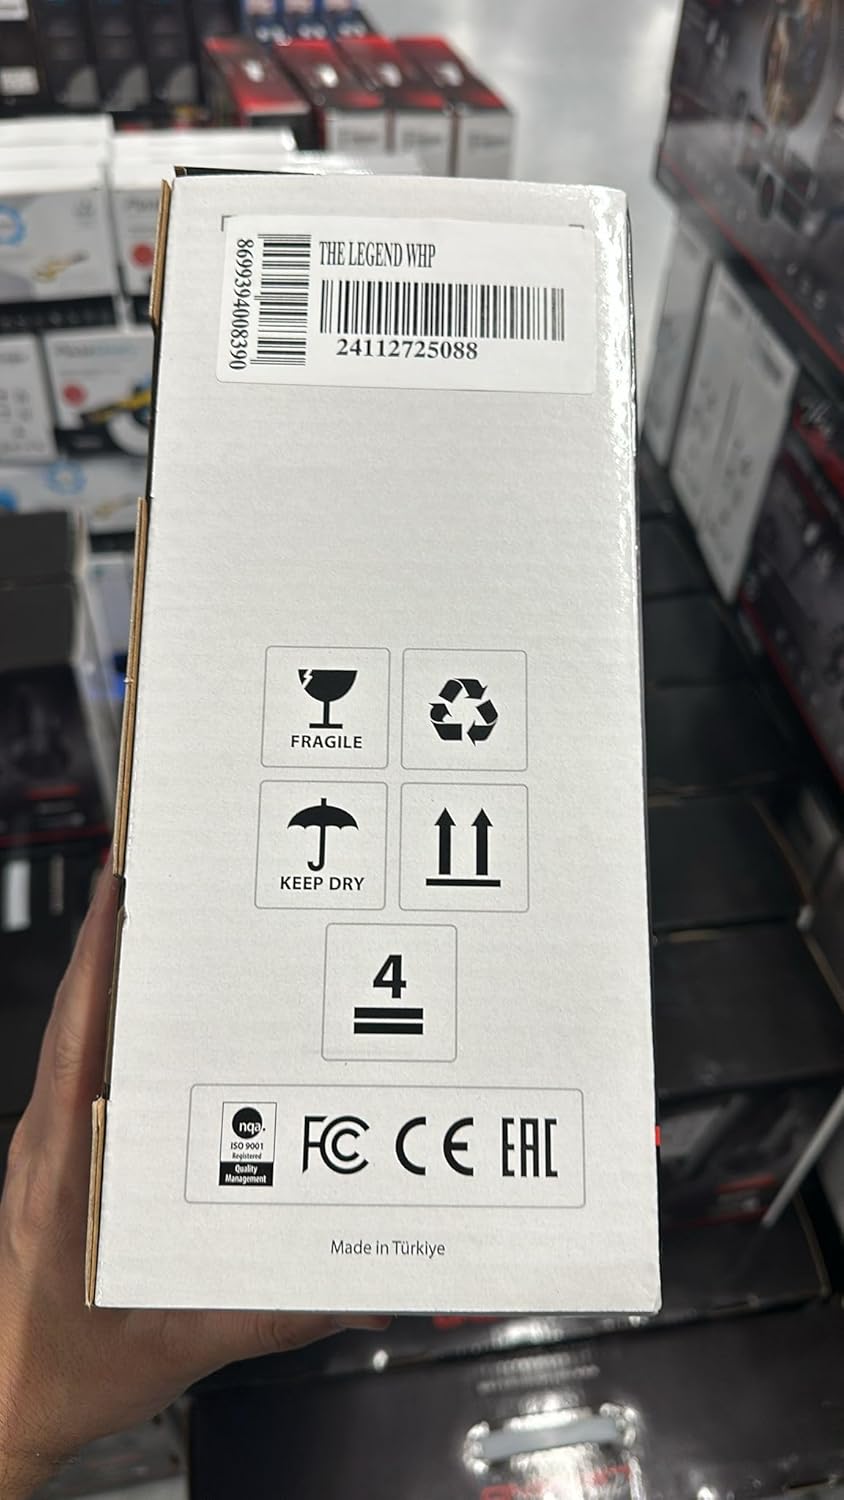 THE LEGEND WHP
8699394008390
24112725088
FRAGILE
KEEP DRY
4
nqa.
ISO 9001
Registered
Quality
Management
FC CE EAC
Made in Türkiye